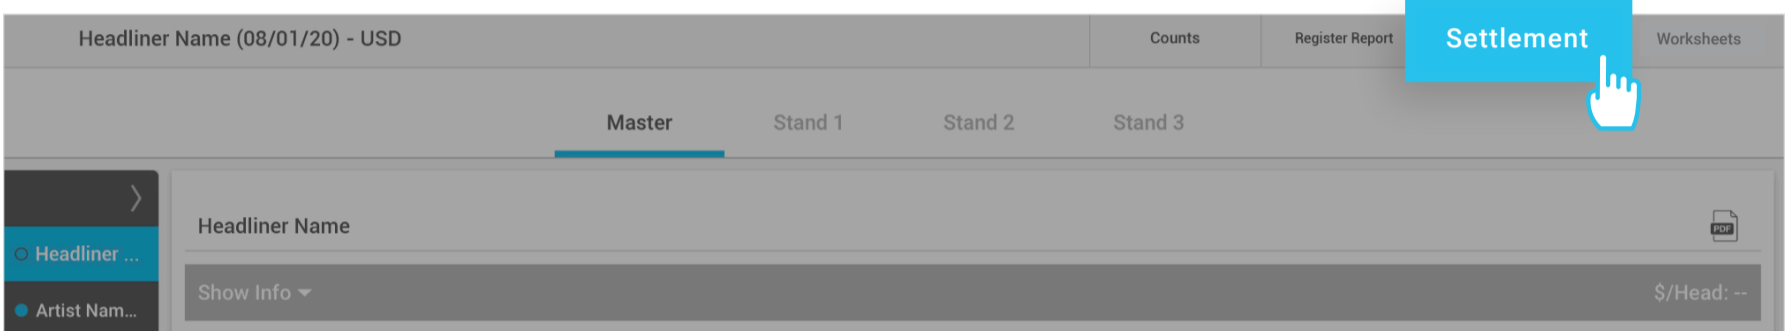 Headliner Name (08/01/20) - USD
Counts
Register Report
Settlement
Worksheets
Master
Stand 1
Stand 2
Stand 3
Headliner Name
PDF
Headliner ...
Show Info
$/Head: --
Artist Nam...